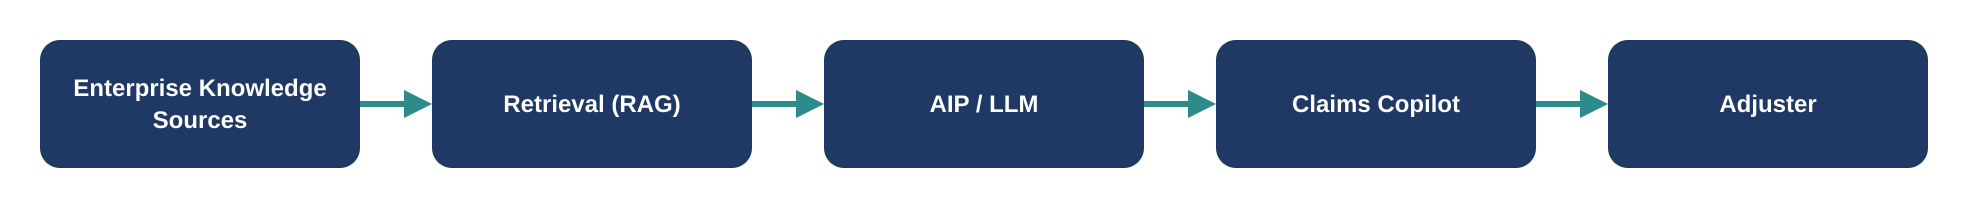 Enterprise Knowledge
Sources
Retrieval (RAG)
AIP / LLM
Claims Copilot
Adjuster